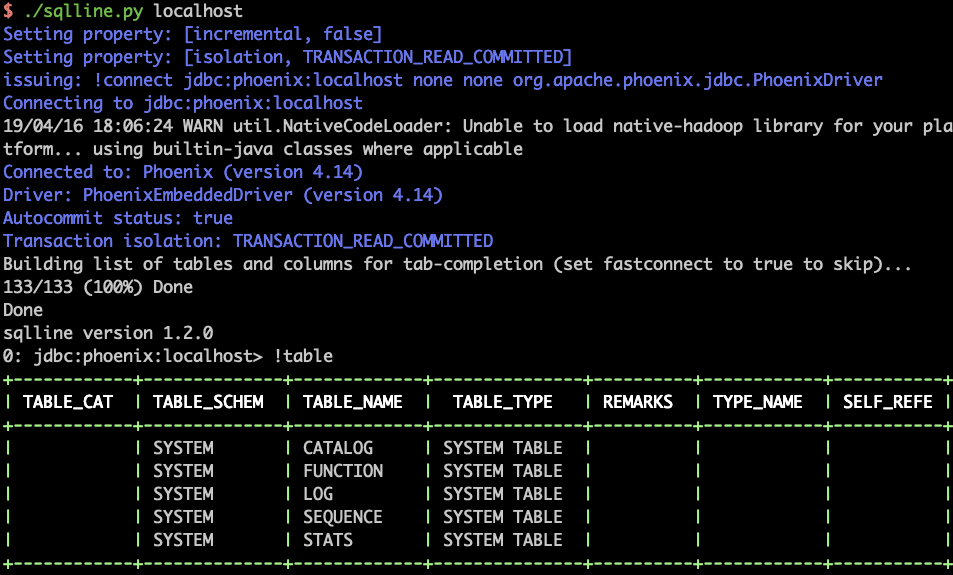 $ ./sqlline.py localhost
Setting property: [incremental, false]
Setting property: [isolation, TRANSACTION_READ_COMMITTED]
issuing: !connect jdbc:phoenix:localhost none none org.apache.phoenix.jdbc.PhoenixDriver
Connecting to jdbc:phoenix:localhost
19/04/16 18:06:24 WARN util.NativeCodeLoader: Unable to load native-hadoop library for your pla
tform... using builtin-java classes where applicable
Connected to: Phoenix (version 4.14)
Driver: PhoenixEmbeddedDriver (version 4.14)
Autocommit status: true
Transaction isolation: TRANSACTION_READ_COMMITTED
Building list of tables and columns for tab-completion (set fastconnect to true to skip)...
133/133 (100%) Done
Done
sqlline version 1.2.0
0: jdbc:phoenix:localhost> !table
+------------+--------------+-------------+---------------+----------+------------+-----------+
| TABLE_CAT  | TABLE_SCHEM  | TABLE_NAME  |  TABLE_TYPE   | REMARKS  | TYPE_NAME  | SELF_REFE |
+------------+--------------+-------------+---------------+----------+------------+-----------+
|            | SYSTEM       | CATALOG     | SYSTEM TABLE  |          |            |           |
|            | SYSTEM       | FUNCTION    | SYSTEM TABLE  |          |            |           |
|            | SYSTEM       | LOG         | SYSTEM TABLE  |          |            |           |
|            | SYSTEM       | SEQUENCE    | SYSTEM TABLE  |          |            |           |
|            | SYSTEM       | STATS       | SYSTEM TABLE  |          |            |           |
+------------+--------------+-------------+---------------+----------+------------+-----------+